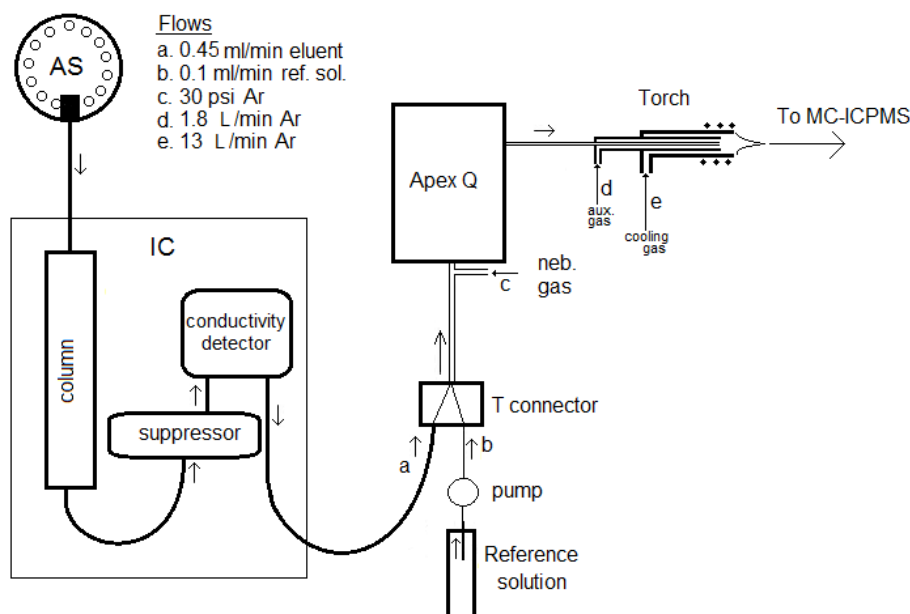 AS
Flows
a. 0.45 ml/min eluent
b. 0.1 ml/min ref. sol.
c. 30 psi Ar
d. 1.8 L/min Ar
e. 13 L/min Ar
IC
column
suppressor
conductivity
detector
Apex Q
c
neb.
gas
Torch
d
aux.
gas
e
cooling
gas
To MC-ICPMS
T connector
a
b
pump
Reference
solution